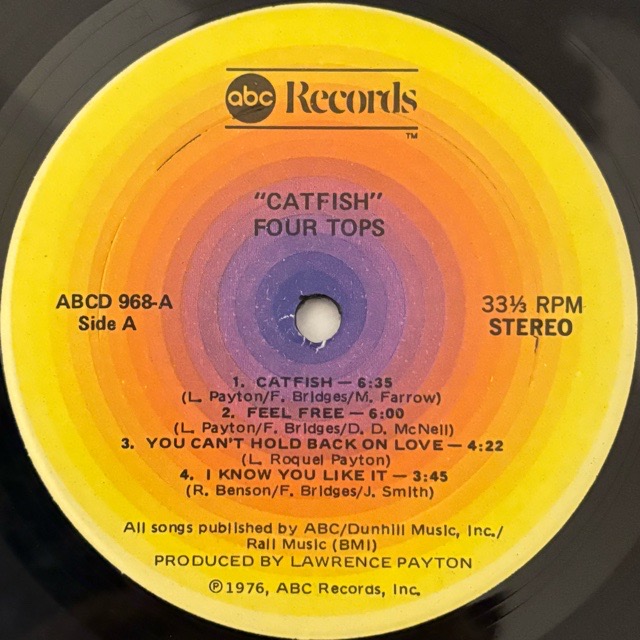 abc Records
TM
"CATFISH"
FOUR TOPS
ABCD 968-A
Side A
33⅓ RPM
STEREO
1. CATFISH — 6:35
(L. Payton/F. Bridges/M. Farrow)
2. FEEL FREE — 6:00
(L. Payton/F. Bridges/D. D. McNeil)
3. YOU CAN'T HOLD BACK ON LOVE — 4:22
(L. Roquel Payton)
4. I KNOW YOU LIKE IT — 3:45
(R. Benson/F. Bridges/J. Smith)
All songs published by ABC/Dunhill Music, Inc./
Rall Music (BMI)
PRODUCED BY LAWRENCE PAYTON
℗1976, ABC Records, Inc.